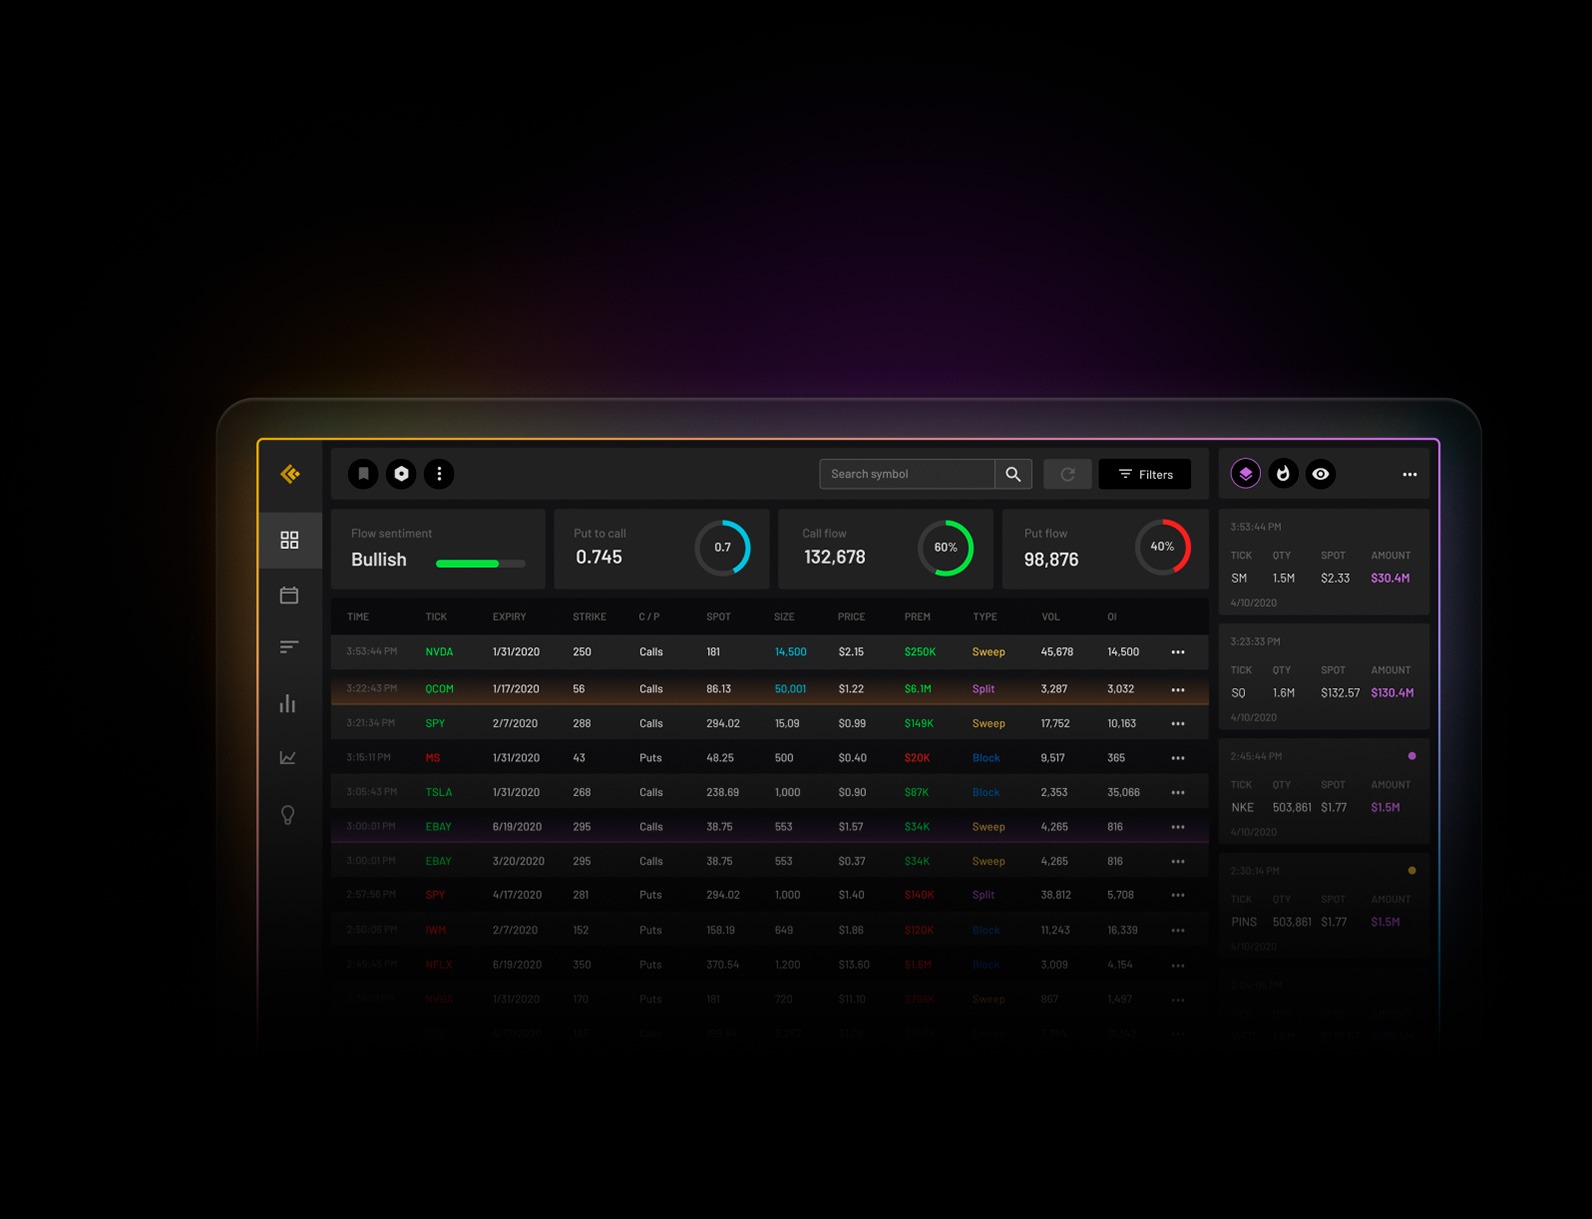 Search symbol
Filters
Flow sentiment
Bullish
Put to call
0.745
0.7
Call flow
132,678
60%
Put flow
98,876
40%
TIME TICK EXPIRY STRIKE C / P SPOT SIZE PRICE PREM TYPE VOL OI
3:53:44 PM NVDA 1/31/2020 250 Calls 181 14,500 $2.15 $250K Sweep 45,678 14,500
3:22:43 PM QCOM 1/17/2020 56 Calls 86.13 50,001 $1.22 $6.1M Split 3,287 3,032
3:21:34 PM SPY 2/7/2020 288 Calls 294.02 15,09 $0.99 $149K Sweep 17,752 10,163
3:15:11 PM MS 1/31/2020 43 Puts 48.25 500 $0.40 $20K Block 9,517 365
3:05:43 PM TSLA 1/31/2020 268 Calls 238.69 1,000 $0.90 $87K Block 2,353 35,066
3:00:01 PM EBAY 6/19/2020 295 Calls 38.75 553 $1.57 $34K Sweep 4,265 816
3:00:01 PM EBAY 3/20/2020 295 Calls 38.75 553 $0.37 $34K Sweep 4,265 816
2:57:56 PM SPY 4/17/2020 281 Puts 294.02 1,000 $1.40 $140K Split 38,812 5,708
IWM 2/7/2020 152 Puts 158.19 649 $1.86 $120K Block 11,243 16,339
NFLX 6/19/2020 350 Puts 370.54 1,200 $13.60 Block 3,009 4,154
NVDA 1/31/2020 170 Puts 181 720 $11.10 Sweep 867 1,497
3:53:44 PM
TICK QTY SPOT AMOUNT
SM 1.5M $2.33 $30.4M
4/10/2020
3:23:33 PM
TICK QTY SPOT AMOUNT
SQ 1.6M $132.57 $130.4M
4/10/2020
2:45:44 PM
TICK QTY SPOT AMOUNT
NKE 503,861 $1.77 $1.5M
4/10/2020
2:30:14 PM
TICK QTY SPOT AMOUNT
PINS 503,861 $1.77 $1.5M
4/10/2020